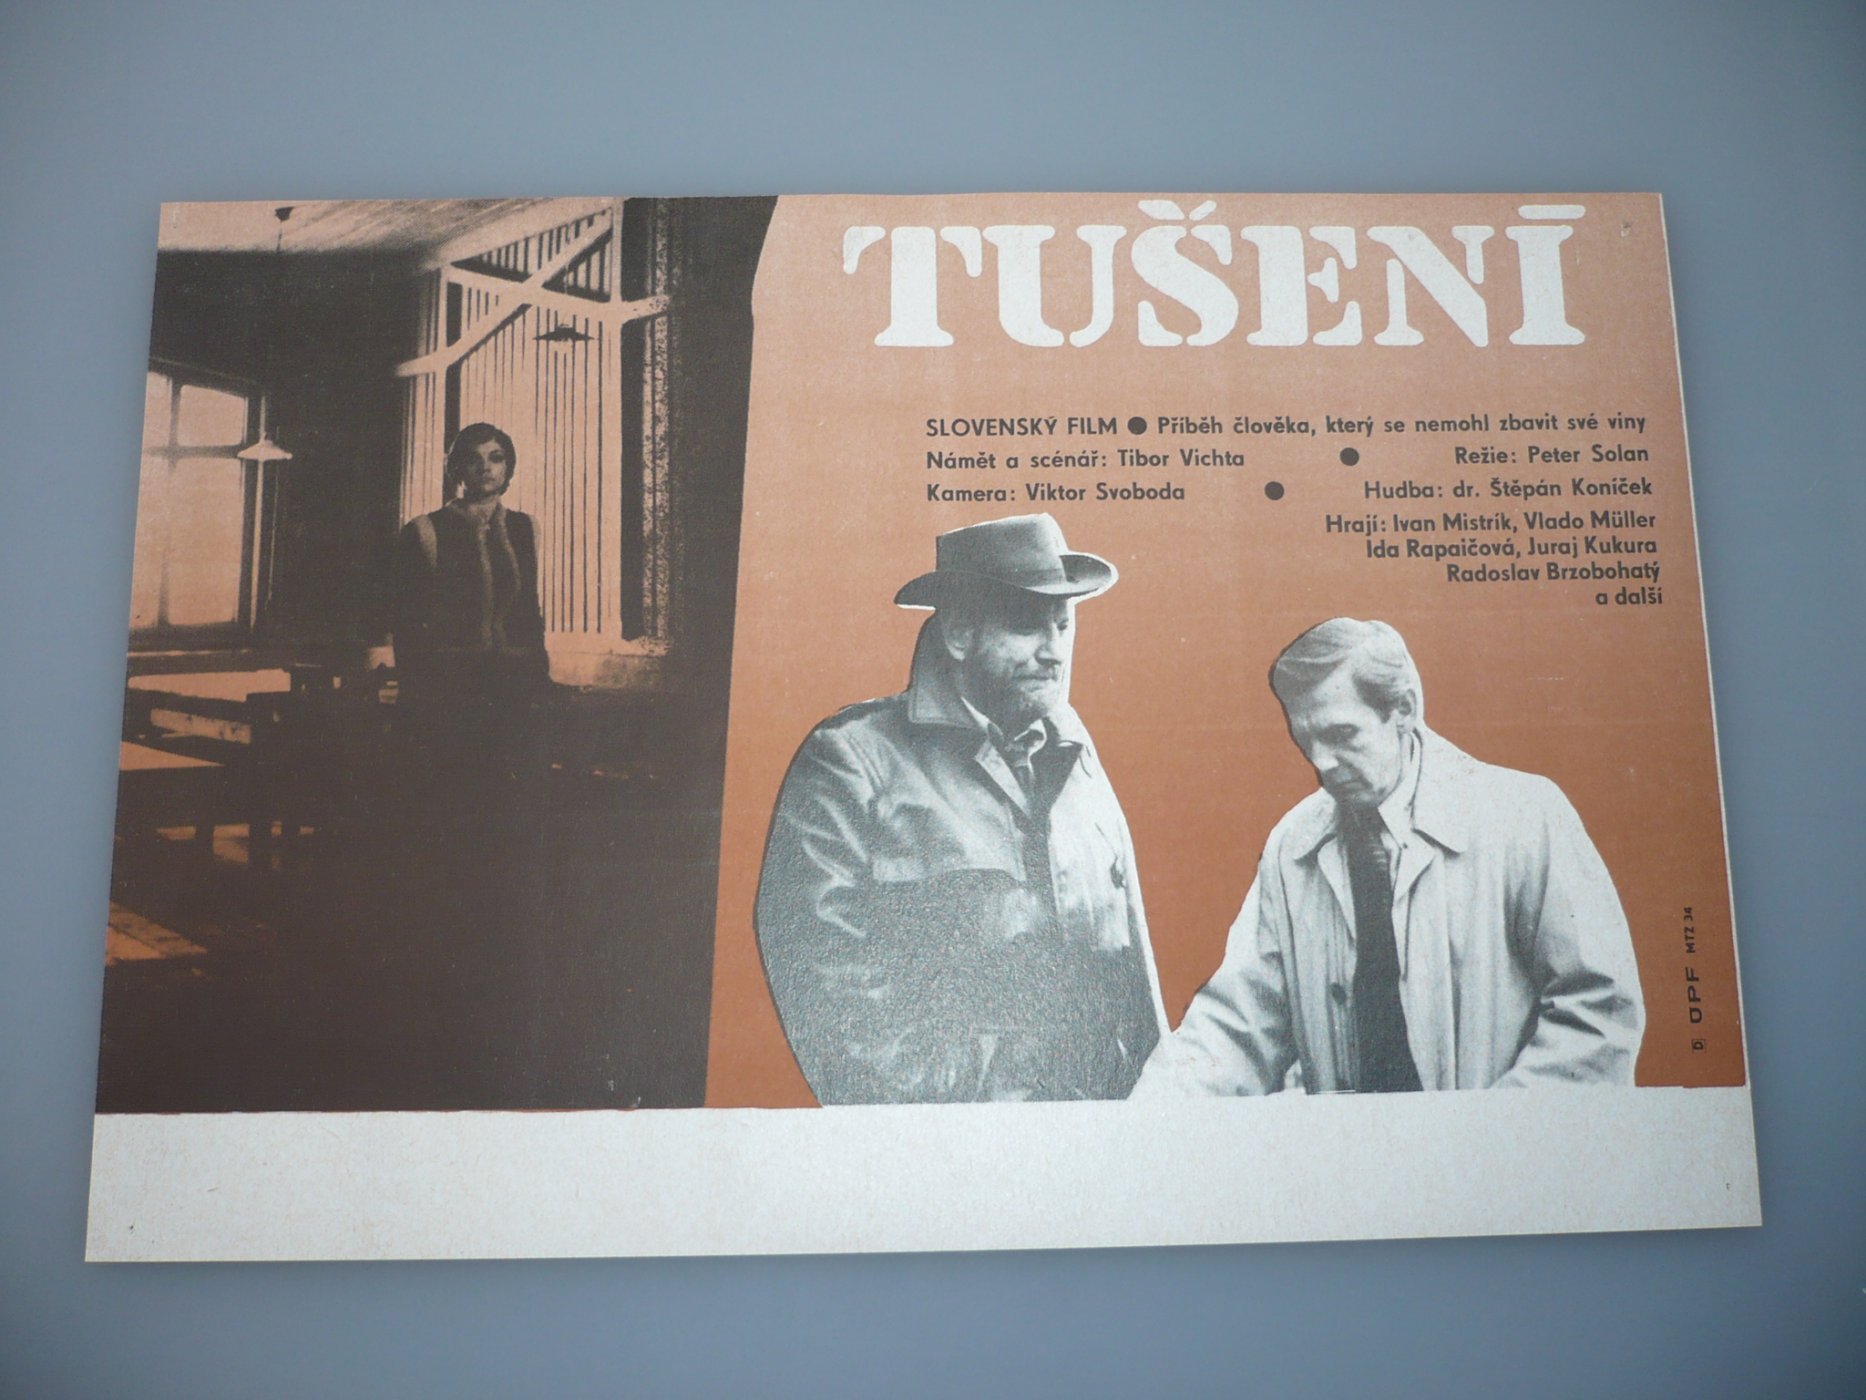 TUŠENÍ
SLOVENSKÝ FILM ● Příběh člověka, který se nemohl zbavit své viny
Námět a scénář: Tibor Vichta ● Režie: Peter Solan
Kamera: Viktor Svoboda ● Hudba: dr. Štěpán Koníček
Hrají: Ivan Mistrík, Vlado Müller
Ida Rapaičová, Juraj Kukura
Radoslav Brzobohatý
a další
D ÚPF MTZ 34